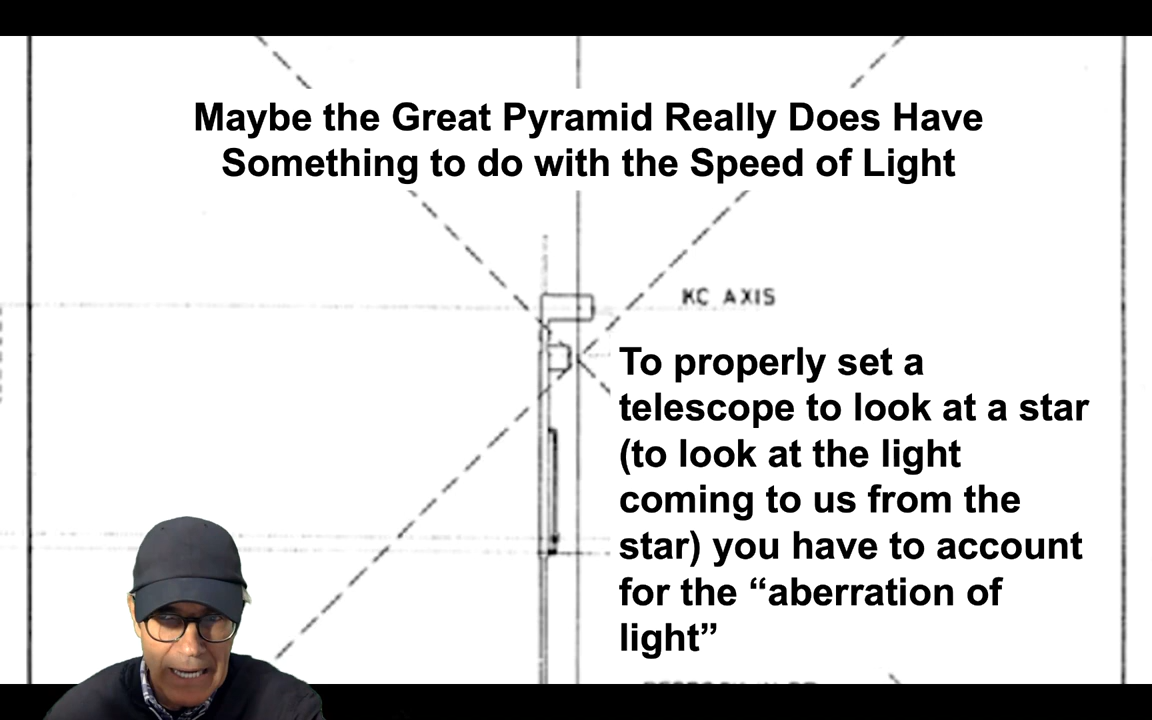 Maybe the Great Pyramid Really Does Have
Something to do with the Speed of Light
KC AXIS
To properly set a
telescope to look at a star
(to look at the light
coming to us from the
star) you have to account
for the “aberration of
light”